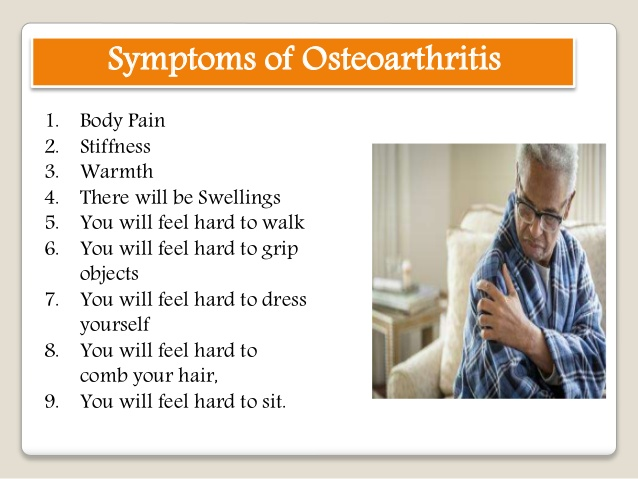 Symptoms of Osteoarthritis
1. Body Pain
2. Stiffness
3. Warmth
4. There will be Swellings
5. You will feel hard to walk
6. You will feel hard to grip
objects
7. You will feel hard to dress
yourself
8. You will feel hard to
comb your hair,
9. You will feel hard to sit.